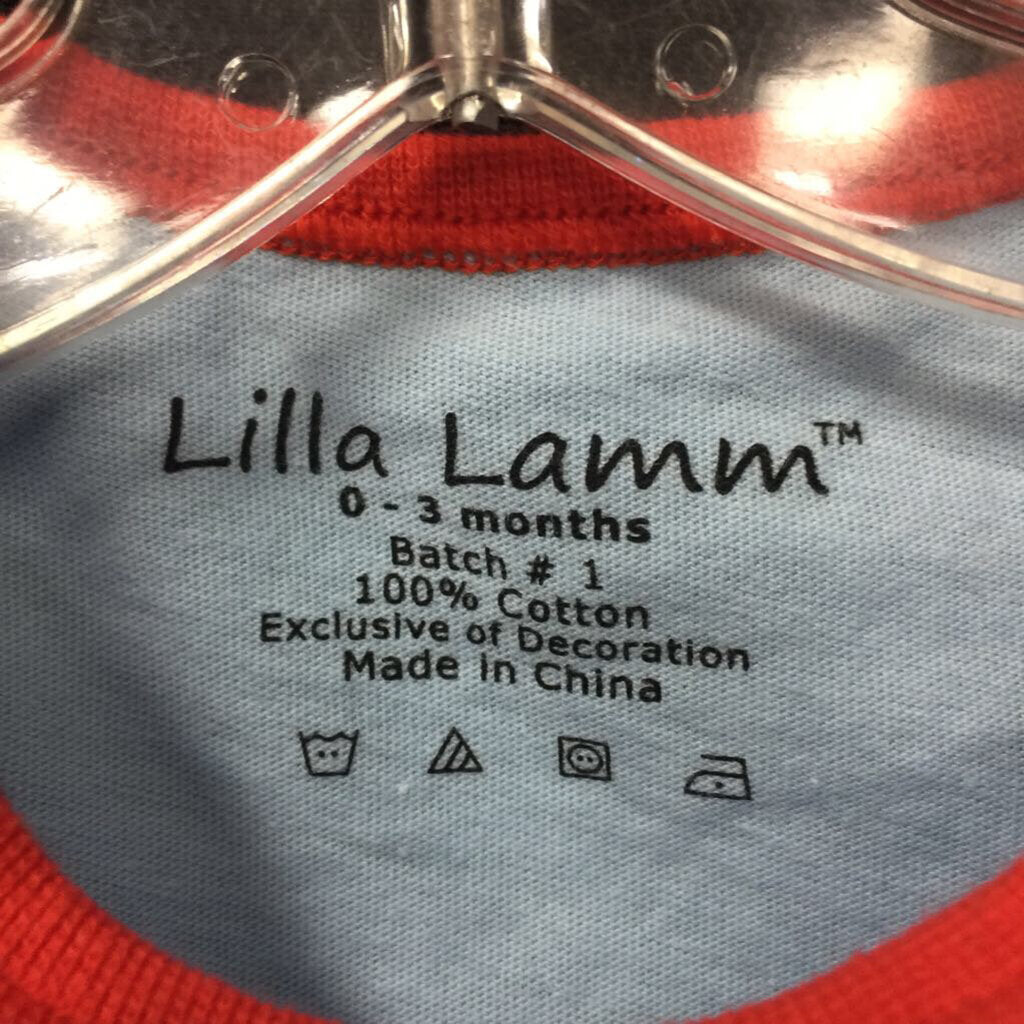 Lilla Lamm™
0 - 3 months
Batch # 1
100% Cotton
Exclusive of Decoration
Made in China